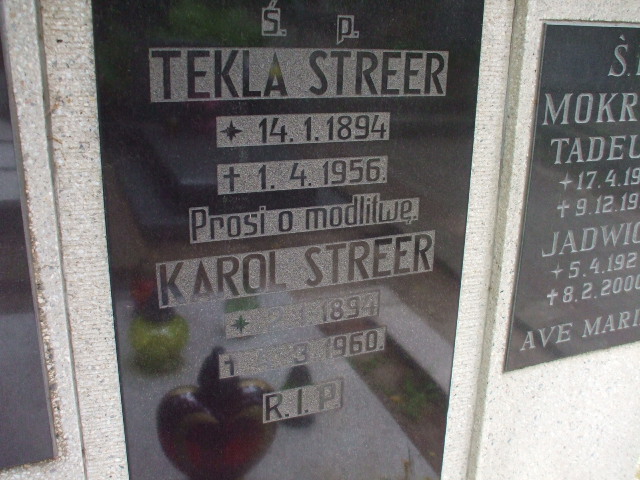 Ś. p.
TEKLA STREER
* 14.1.1894
† 1.4.1956.
Prosi o modlitwę.
KAROL STREER
1894
3.1960.
R.I.P.
Ś.
MOKR
TADEU
* 17.4.19
† 9.12.19
JADWIG
* 5.4.192
† 8.2.2000
AVE MARI